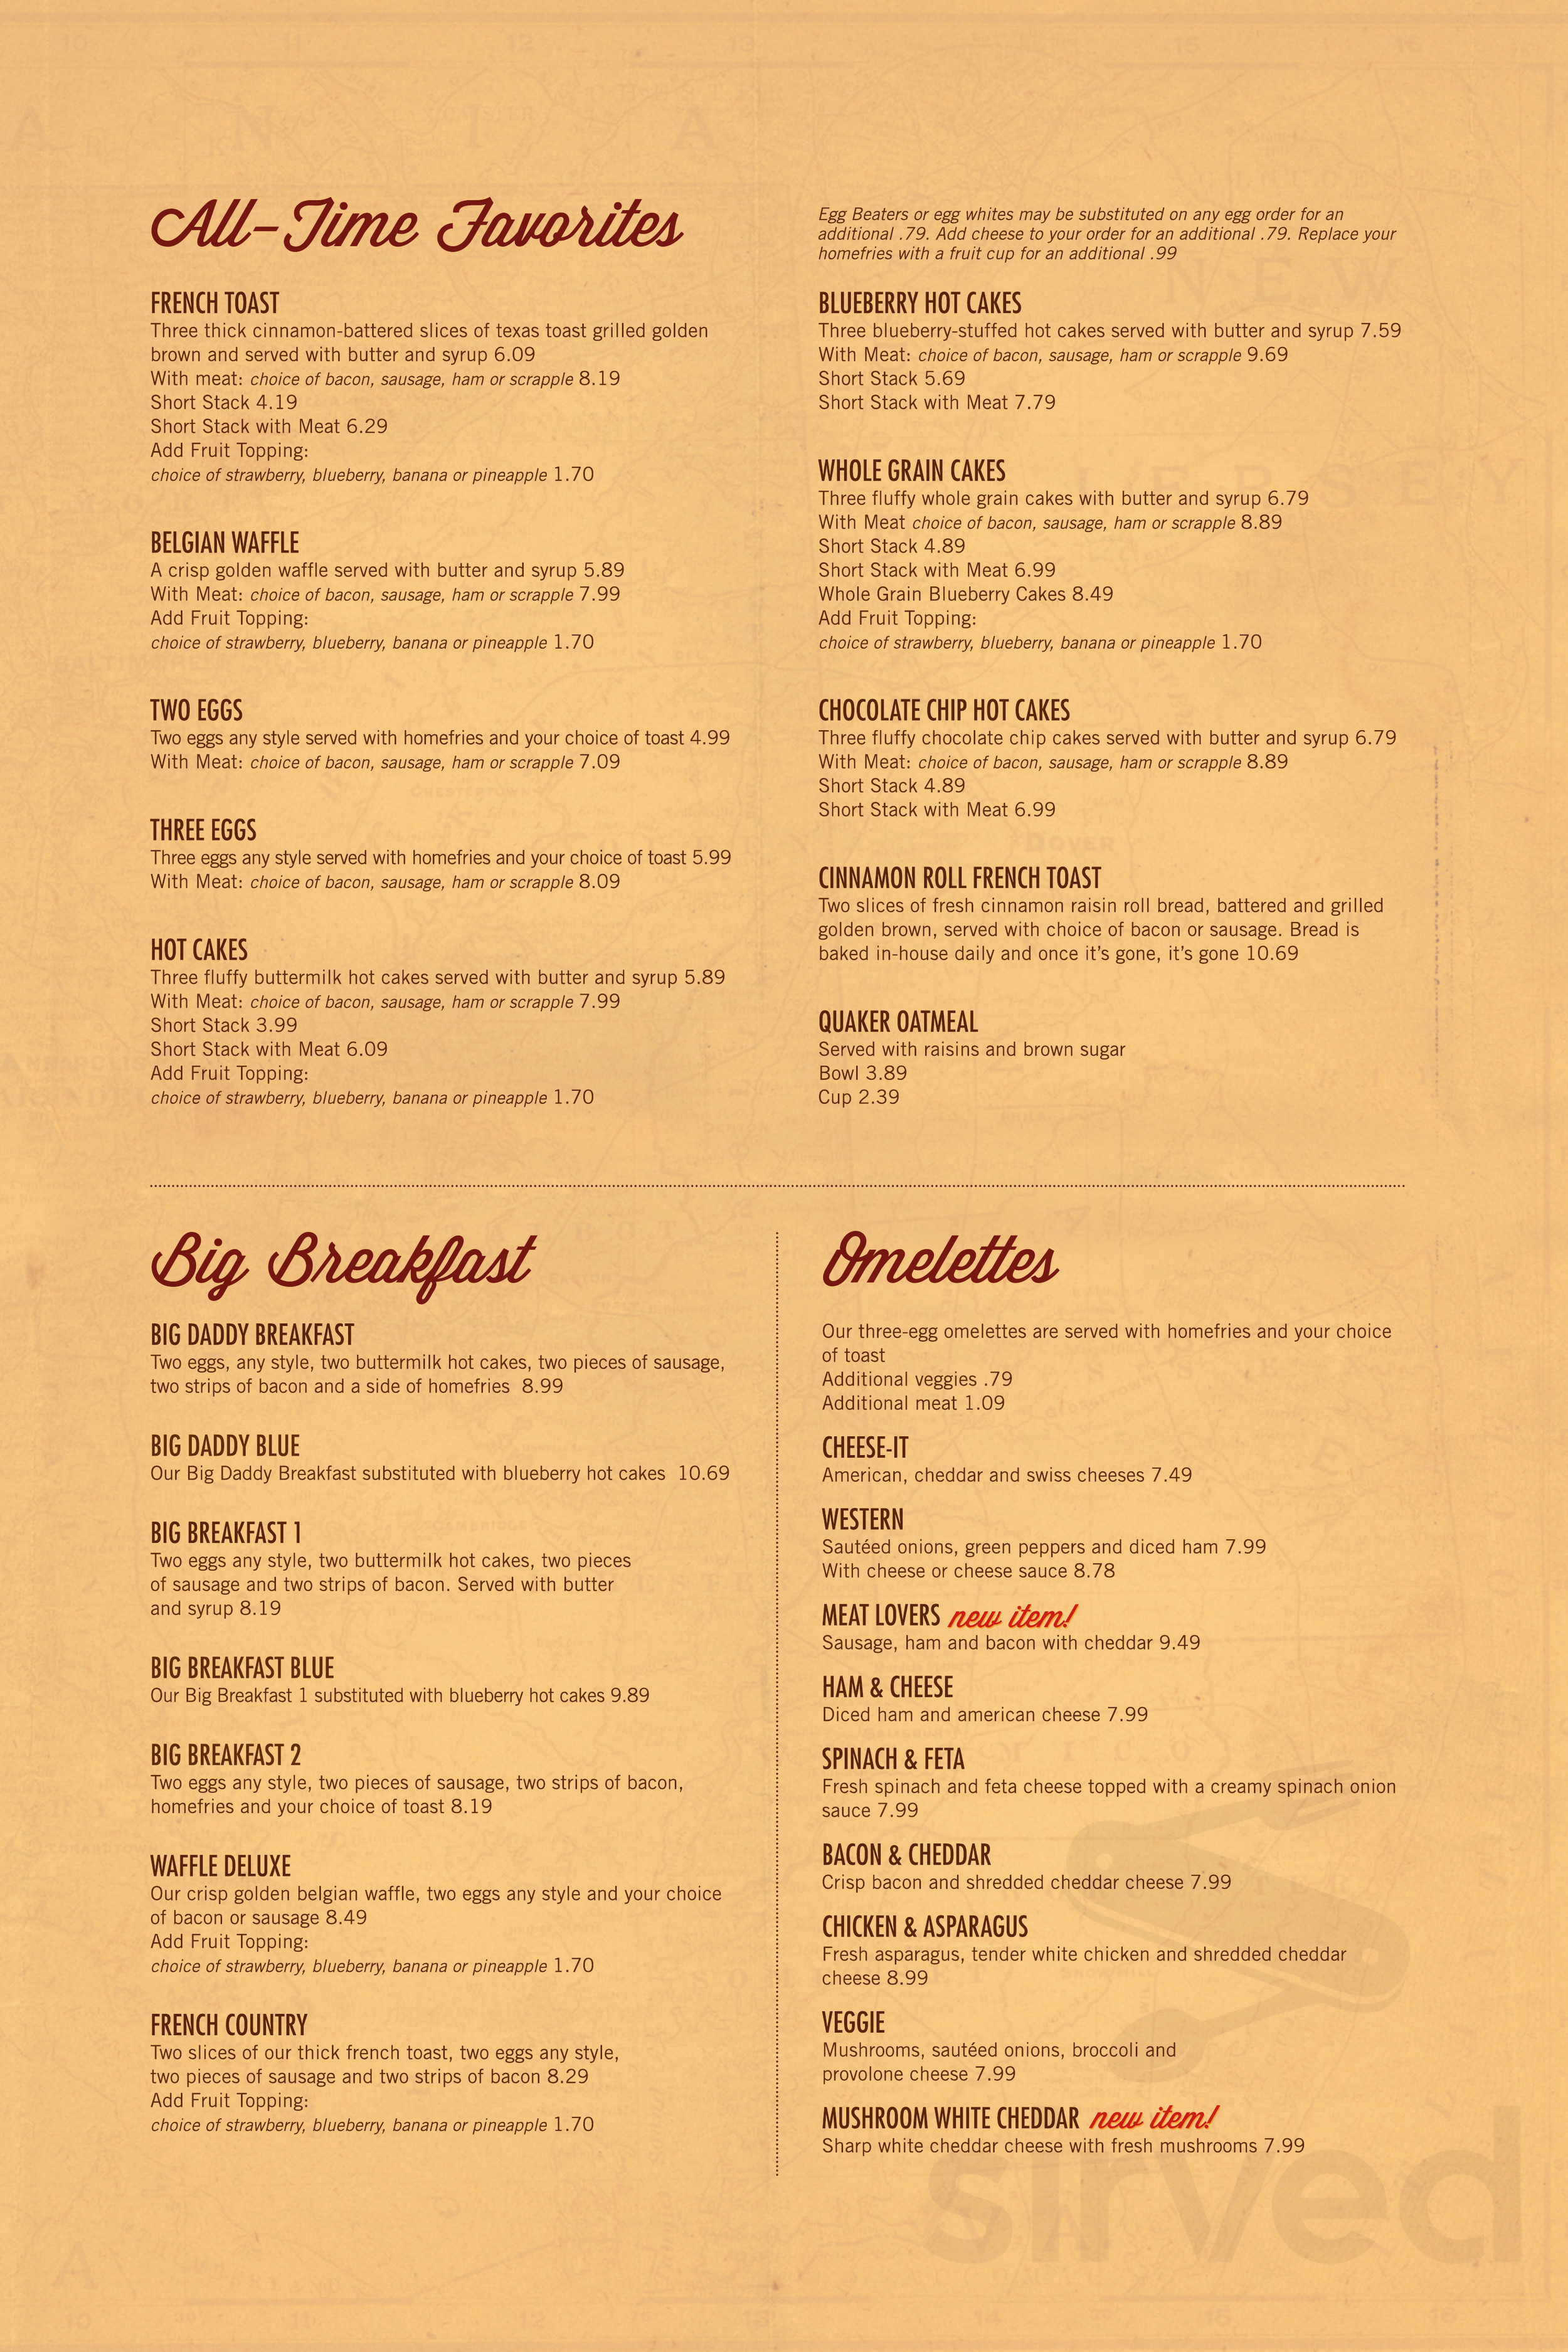 All-Time Favorites
FRENCH TOAST
Three thick cinnamon-battered slices of texas toast grilled golden
brown and served with butter and syrup 6.09
With meat: choice of bacon, sausage, ham or scrapple 8.19
Short Stack 4.19
Short Stack with Meat 6.29
Add Fruit Topping:
choice of strawberry, blueberry, banana or pineapple 1.70
BELGIAN WAFFLE
A crisp golden waffle served with butter and syrup 5.89
With Meat: choice of bacon, sausage, ham or scrapple 7.99
Add Fruit Topping:
choice of strawberry, blueberry, banana or pineapple 1.70
TWO EGGS
Two eggs any style served with homefries and your choice of toast 4.99
With Meat: choice of bacon, sausage, ham or scrapple 7.09
THREE EGGS
Three eggs any style served with homefries and your choice of toast 5.99
With Meat: choice of bacon, sausage, ham or scrapple 8.09
HOT CAKES
Three fluffy buttermilk hot cakes served with butter and syrup 5.89
With Meat: choice of bacon, sausage, ham or scrapple 7.99
Short Stack 3.99
Short Stack with Meat 6.09
Add Fruit Topping:
choice of strawberry, blueberry, banana or pineapple 1.70
Egg Beaters or egg whites may be substituted on any egg order for an
additional .79. Add cheese to your order for an additional .79. Replace your
homefries with a fruit cup for an additional .99
BLUEBERRY HOT CAKES
Three blueberry-stuffed hot cakes served with butter and syrup 7.59
With Meat: choice of bacon, sausage, ham or scrapple 9.69
Short Stack 5.69
Short Stack with Meat 7.79
WHOLE GRAIN CAKES
Three fluffy whole grain cakes with butter and syrup 6.79
With Meat choice of bacon, sausage, ham or scrapple 8.89
Short Stack 4.89
Short Stack with Meat 6.99
Whole Grain Blueberry Cakes 8.49
Add Fruit Topping:
choice of strawberry, blueberry, banana or pineapple 1.70
CHOCOLATE CHIP HOT CAKES
Three fluffy chocolate chip cakes served with butter and syrup 6.79
With Meat: choice of bacon, sausage, ham or scrapple 8.89
Short Stack 4.89
Short Stack with Meat 6.99
CINNAMON ROLL FRENCH TOAST
Two slices of fresh cinnamon raisin roll bread, battered and grilled
golden brown, served with choice of bacon or sausage. Bread is
baked in-house daily and once it's gone, it's gone 10.69
QUAKER OATMEAL
Served with raisins and brown sugar
Bowl 3.89
Cup 2.39
Big Breakfast
BIG DADDY BREAKFAST
Two eggs, any style, two buttermilk hot cakes, two pieces of sausage,
two strips of bacon and a side of homefries 8.99
BIG DADDY BLUE
Our Big Daddy Breakfast substituted with blueberry hot cakes 10.69
BIG BREAKFAST 1
Two eggs any style, two buttermilk hot cakes, two pieces
of sausage and two strips of bacon. Served with butter
and syrup 8.19
BIG BREAKFAST BLUE
Our Big Breakfast 1 substituted with blueberry hot cakes 9.89
BIG BREAKFAST 2
Two eggs any style, two pieces of sausage, two strips of bacon,
homefries and your choice of toast 8.19
WAFFLE DELUXE
Our crisp golden belgian waffle, two eggs any style and your choice
of bacon or sausage 8.49
Add Fruit Topping:
choice of strawberry, blueberry, banana or pineapple 1.70
FRENCH COUNTRY
Two slices of our thick french toast, two eggs any style,
two pieces of sausage and two strips of bacon 8.29
Add Fruit Topping:
choice of strawberry, blueberry, banana or pineapple 1.70
Omelettes
Our three-egg omelettes are served with homefries and your choice
of toast
Additional veggies .79
Additional meat 1.09
CHEESE-IT
American, cheddar and swiss cheeses 7.49
WESTERN
Sautéed onions, green peppers and diced ham 7.99
With cheese or cheese sauce 8.78
MEAT LOVERS new item!
Sausage, ham and bacon with cheddar 9.49
HAM & CHEESE
Diced ham and american cheese 7.99
SPINACH & FETA
Fresh spinach and feta cheese topped with a creamy spinach onion
sauce 7.99
BACON & CHEDDAR
Crisp bacon and shredded cheddar cheese 7.99
CHICKEN & ASPARAGUS
Fresh asparagus, tender white chicken and shredded cheddar
cheese 8.99
VEGGIE
Mushrooms, sautéed onions, broccoli and
provolone cheese 7.99
MUSHROOM WHITE CHEDDAR new item!
Sharp white cheddar cheese with fresh mushrooms 7.99
sirved